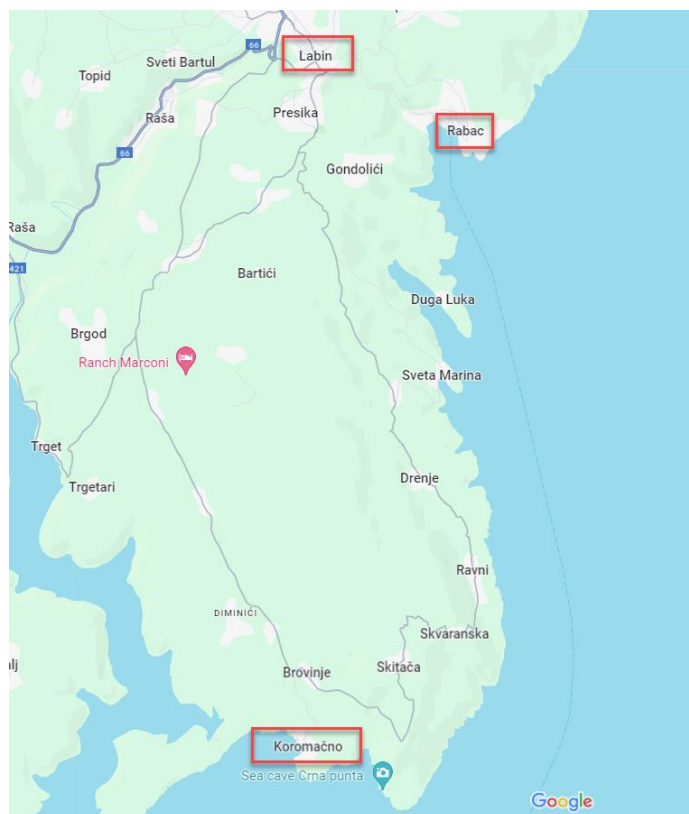 66
Labin
Sveti Bartul
Topid
Raša
Presika
Rabac
66
Gondolići
Raša
421
Bartići
Duga Luka
Brgod
Ranch Marconi
Sveta Marina
Trget
Trgetari
Drenje
Ravni
DIMINIĆI
Skvaranska
Skitača
Brovinje
lj
Koromačno
Sea cave Crna punta
Google